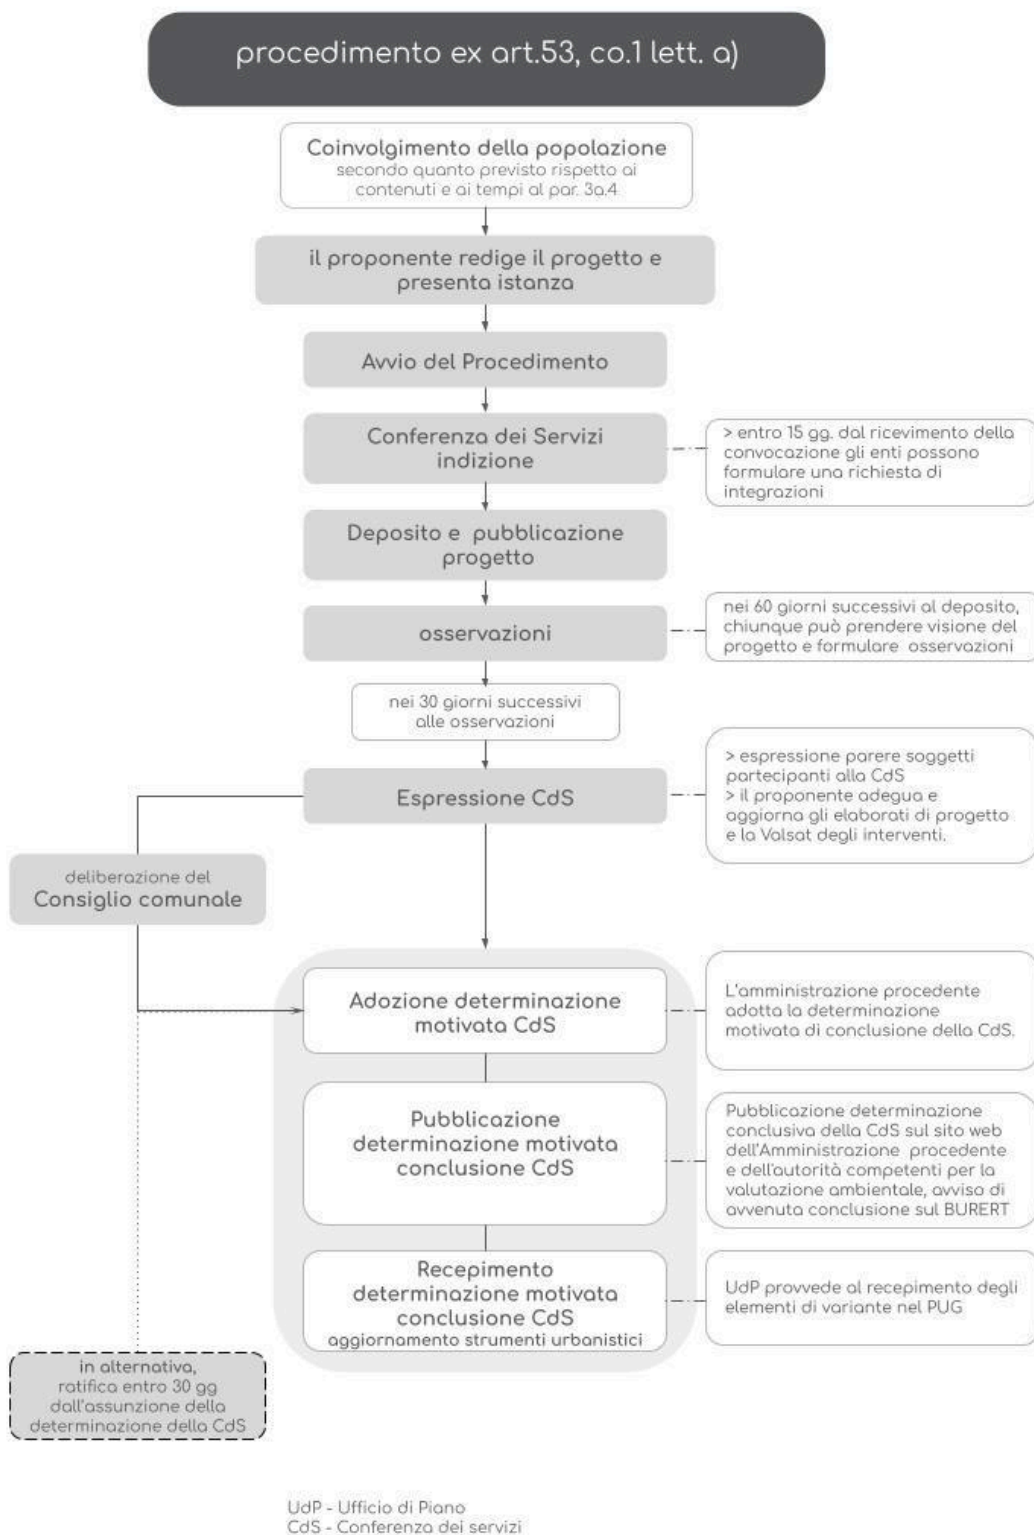 procedimento ex art.53, co.1 lett. a)
Coinvolgimento della popolazione
secondo quanto previsto rispetto ai
contenuti e ai tempi al par. 3a.4
il proponente redige il progetto e
presenta istanza
Avvio del Procedimento
Conferenza dei Servizi
indizione
> entro 15 gg. dal ricevimento della
convocazione gli enti possono
formulare una richiesta di
integrazioni
Deposito e pubblicazione
progetto
osservazioni
nei 60 giorni successivi al deposito,
chiunque può prendere visione del
progetto e formulare osservazioni
nei 30 giorni successivi
alle osservazioni
Espressione CdS
> espressione parere soggetti
partecipanti alla CdS
> il proponente adegua e
aggiorna gli elaborati di progetto
e la Valsat degli interventi.
deliberazione del
Consiglio comunale
Adozione determinazione
motivata CdS
L'amministrazione procedente
adotta la determinazione
motivata di conclusione della CdS.
Pubblicazione
determinazione motivata
conclusione CdS
Pubblicazione determinazione
conclusiva della CdS sul sito web
dell'Amministrazione procedente
e dell'autorità competenti per la
valutazione ambientale, avviso di
avvenuta conclusione sul BURERT
Recepimento
determinazione motivata
conclusione CdS
aggiornamento strumenti urbanistici
UdP provvede al recepimento degli
elementi di variante nel PUG
in alternativa,
ratifica entro 30 gg
dall'assunzione della
determinazione della CdS
UdP - Ufficio di Piano
CdS - Conferenza dei servizi